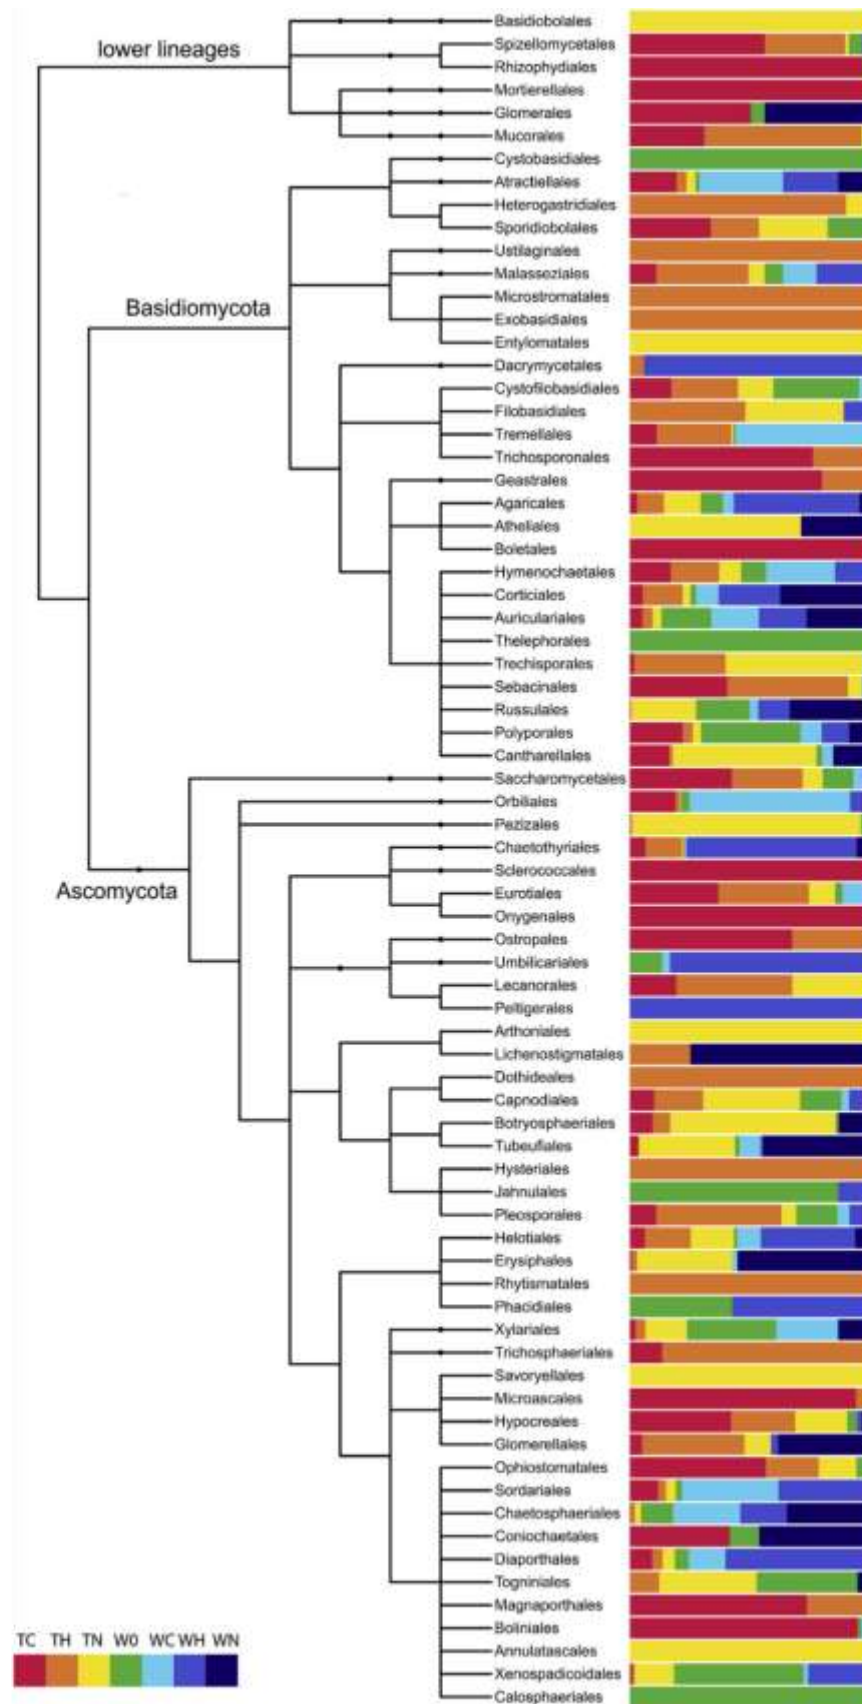 Basidiobolales
lower lineages
Spizellomycetales
Rhizophydiales
Mortierellales
Glomerales
Mucorales
Cystobasidiales
Atractiellales
Heterogastridiales
Sporidiobolales
Ustilaginales
Malasseziales
Basidiomycota
Microstromatales
Exobasidiales
Entylomatales
Dacrymycetales
Cystofilobasidiales
Filobasidiales
Tremellales
Trichosporonales
Geastrales
Agaricales
Atheliales
Boletales
Hymenochaetales
Corticiales
Auriculariales
Thelephorales
Trechisporales
Sebacinales
Russulales
Polyporales
Cantharellales
Saccharomycetales
Orbiliales
Pezizales
Chaetothyriales
Sclerococcales
Ascomycota
Eurotiales
Onygenales
Ostropales
Umbilicariales
Lecanorales
Peltigerales
Arthoniales
Lichenostigmatales
Dothideales
Capnodiales
Botryosphaeriales
Tubeufiales
Hysteriales
Jahnulales
Pleosporales
Helotiales
Erysiphales
Rhytismatales
Phacidiales
Xylariales
Trichosphaeriales
Savoryellales
Microascales
Hypocreales
Glomerellales
Ophiostomatales
Sordariales
Chaetosphaeriales
Coniochaetales
Diaporthales
Togniniales
Magnaporthales
Boliniales
TC TH TN W0 WC WH WN
Annulatascales
Xenospadicoidales
Calosphaeriales